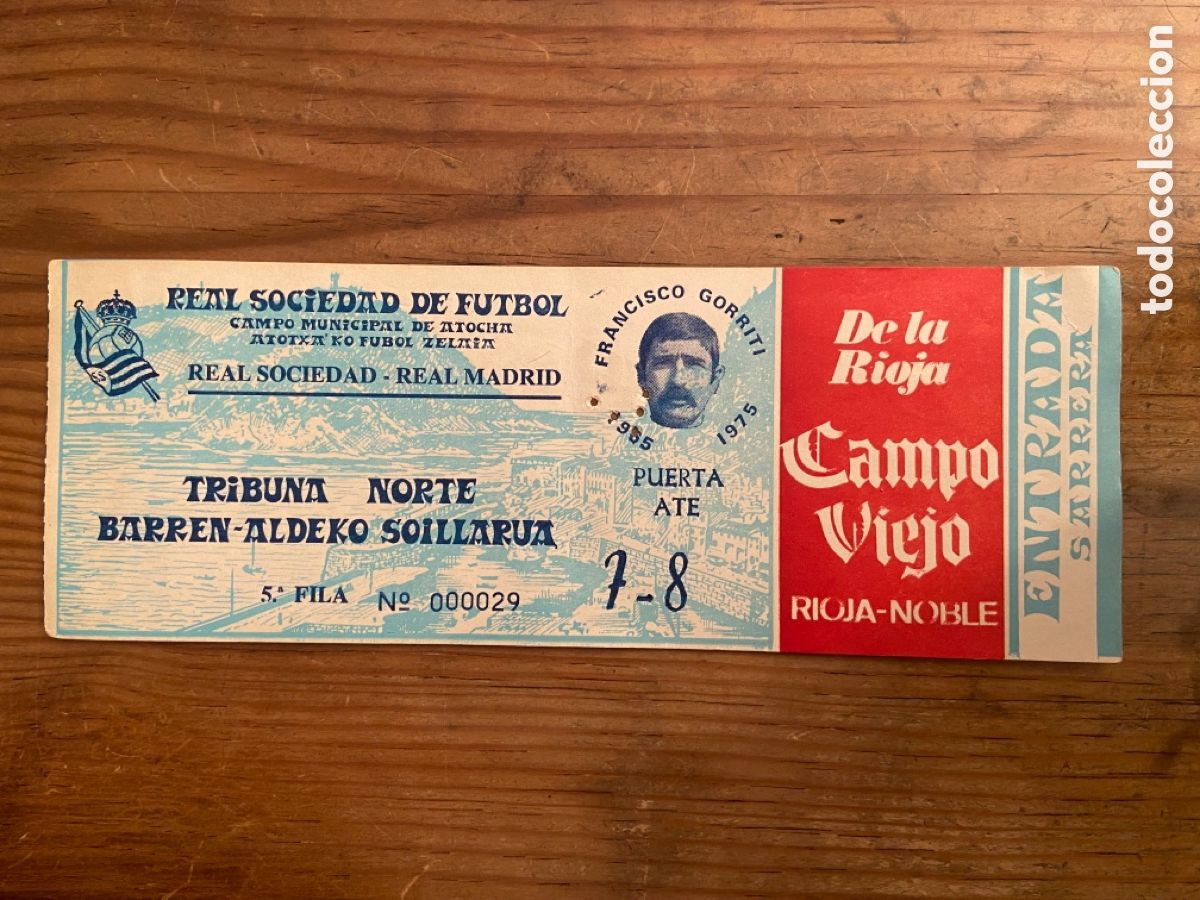 REAL SOCIEDAD DE FUTBOL
CAMPO MUNICIPAL DE ATOCHA
ATOTXA'KO FUBOL ZELAIA
REAL SOCIEDAD - REAL MADRID
TRIBUNA NORTE
BARREN-ALDEKO SOILLARUA
5.ª FILA Nº 000029
FRANCISCO GORRITI
1965 1975
PUERTA
ATE
7-8
De la
Rioja
Campo
Viejo
RIOJA-NOBLE
ENTRADA
SARRERA
todocoleccion